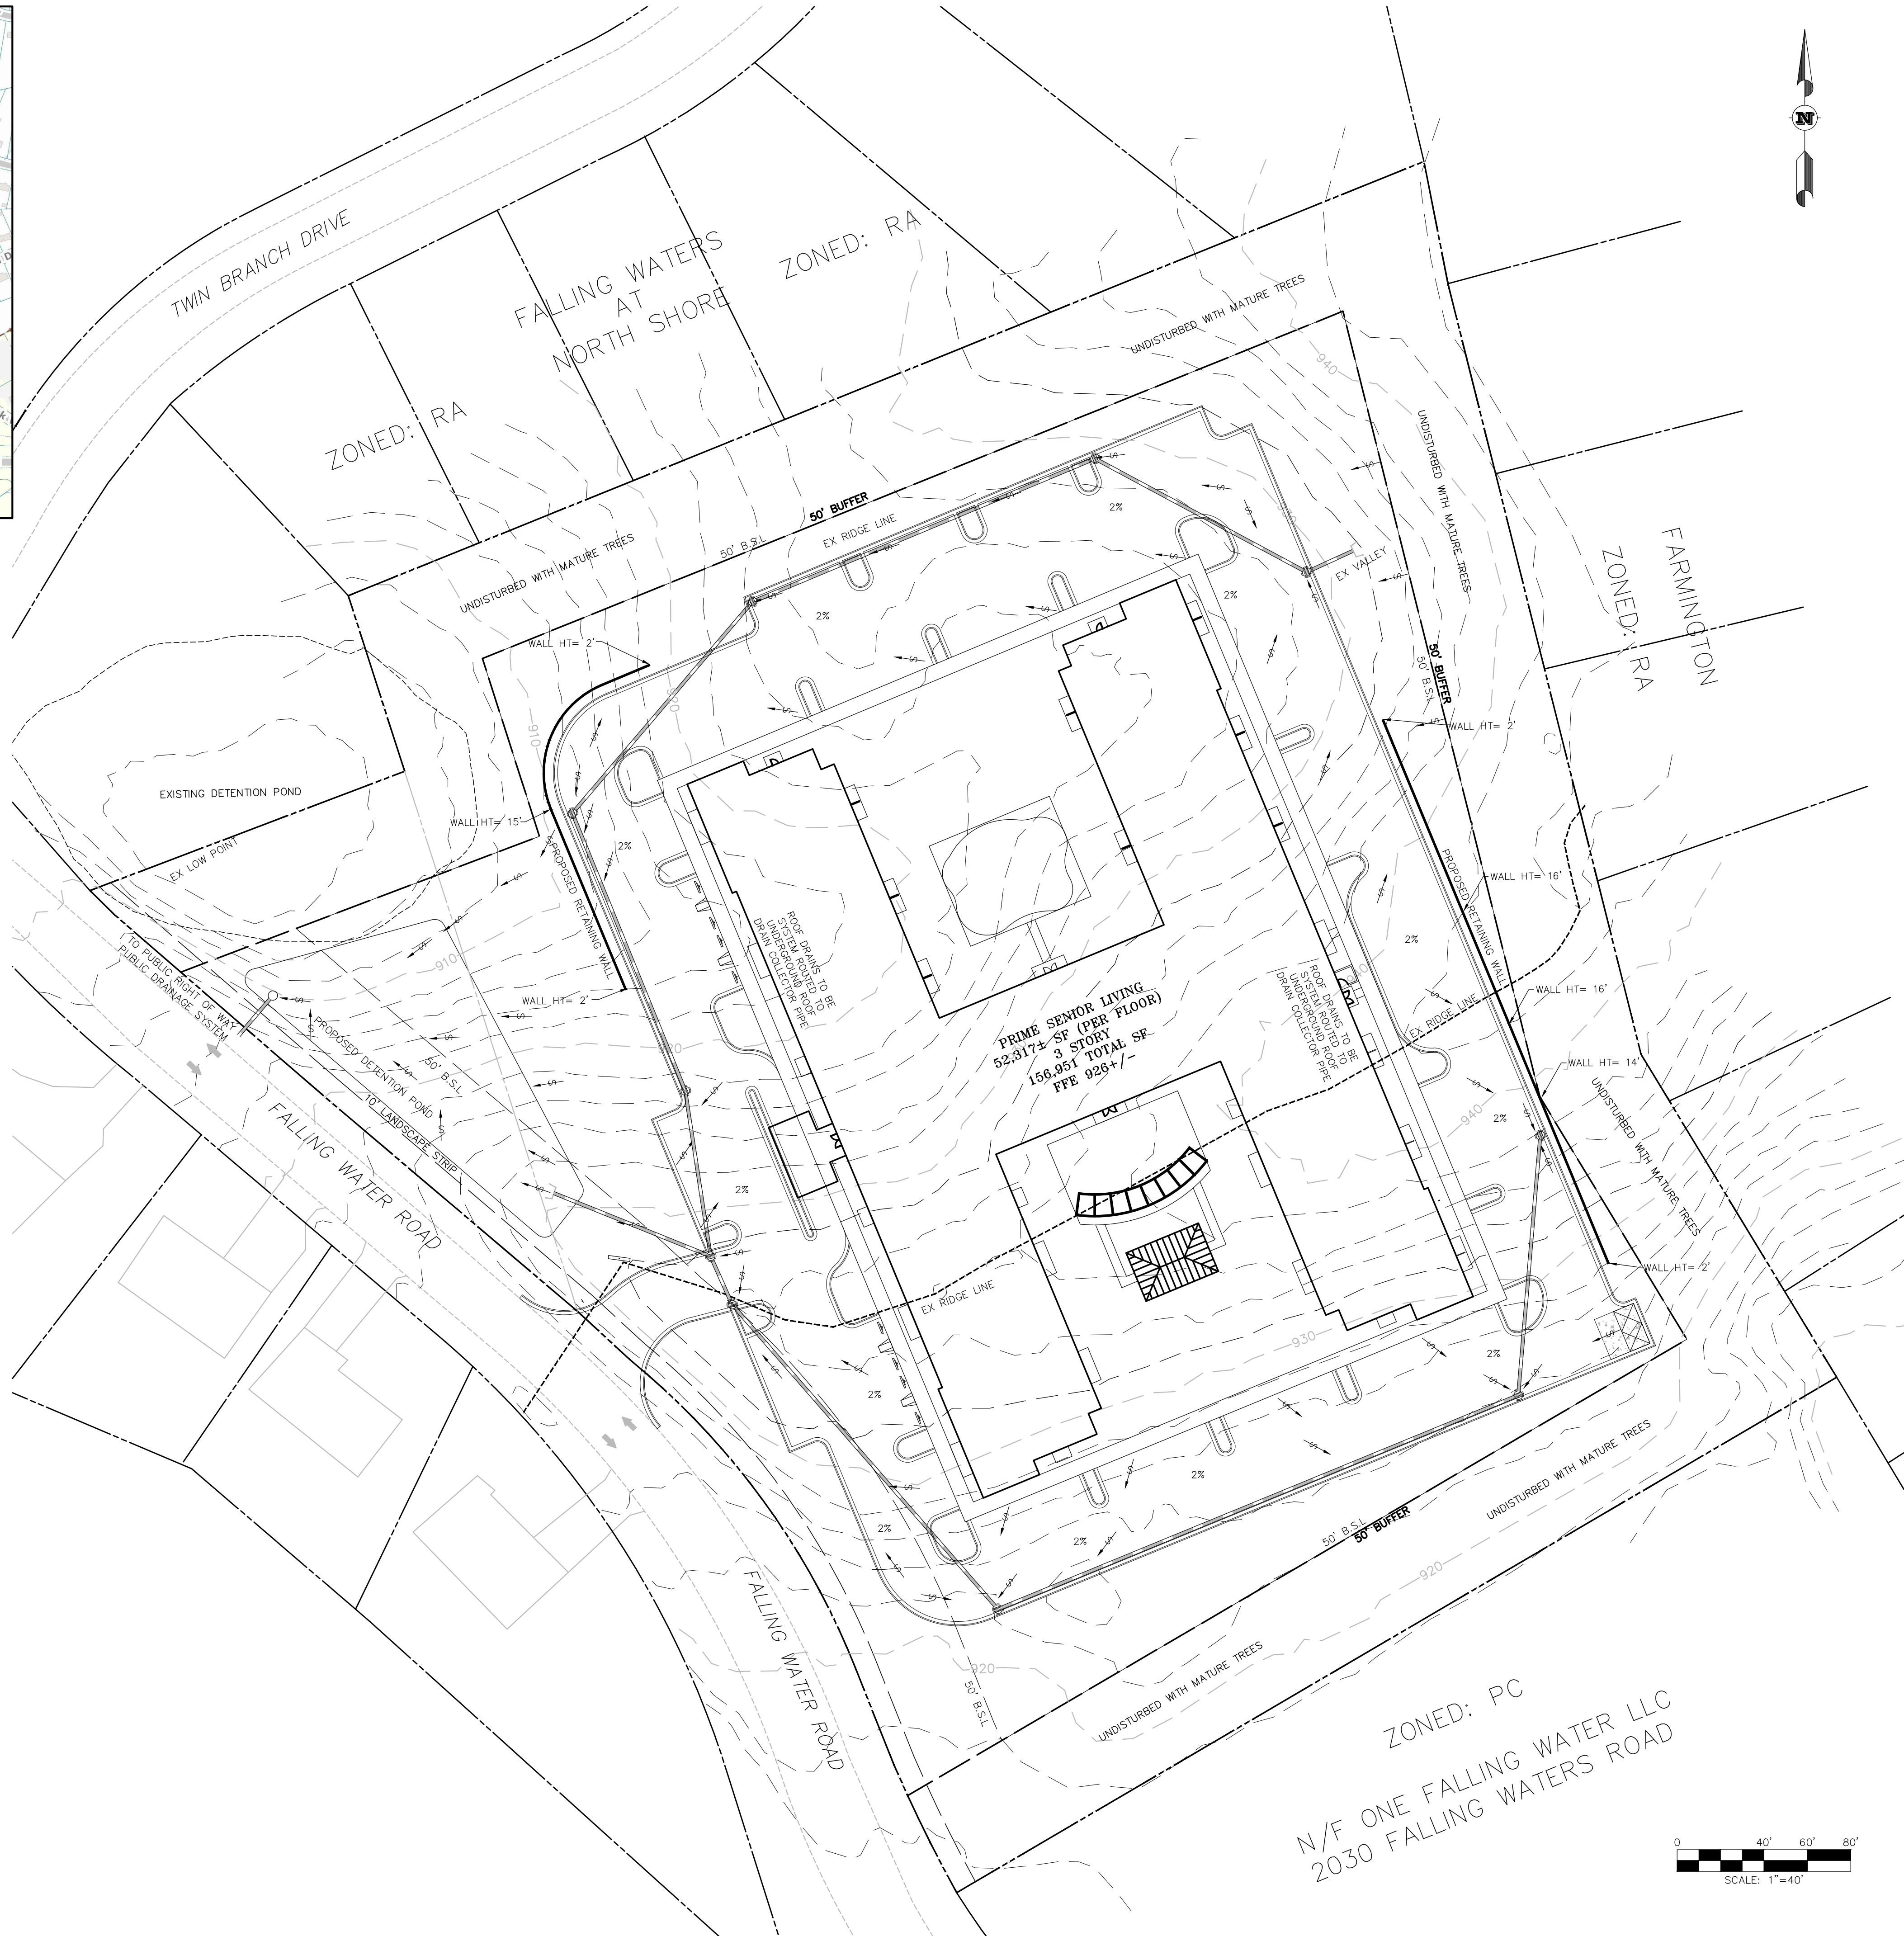 N
TWIN BRANCH DRIVE
FALLING WATERS
AT
NORTH SHORE
ZONED: RA
ZONED: RA
UNDISTURBED WITH MATURE TREES
940
UNDISTURBED WITH MATURE TREES
50' BUFFER
50' B.S.L
EX RIDGE LINE
UNDISTURBED WITH MATURE TREES
2%
930
EX VALLEY
2%
2%
FARMINGTON
ZONED: RA
50' BUFFER
50' B.S.L
WALL HT= 2'
WALL HT= 2'
910
EXISTING DETENTION POND
EX LOW POINT
WALL HT= 15'
2%
PROPOSED RETAINING WALL
WALL HT= 2'
PROPOSED RETAINING WALL
WALL HT= 16'
2%
WALL HT= 16'
EX RIDGE LINE
WALL HT= 14'
ROOF DRAINS TO BE
SYSTEM ROUTED TO
UNDERGROUND ROOF
DRAIN COLLECTOR PIPE
ROOF DRAINS TO BE
SYSTEM ROUTED TO
UNDERGROUND ROOF
DRAIN COLLECTOR PIPE
PRIME SENIOR LIVING
52,317± SF (PER FLOOR)
3 STORY
156,951 TOTAL SF
FFE 926+/-
TO PUBLIC RIGHT OF WAY
PUBLIC DRAINAGE SYSTEM
910
PROPOSED DETENTION POND
50' B.S.L
10' LANDSCAPE STRIP
FALLING WATER ROAD
920
940
2%
2%
UNDISTURBED WITH MATURE TREES
WALL HT= 2'
EX RIDGE LINE
930
2%
2%
2%
2%
2%
50' B.S.L
50' BUFFER
UNDISTURBED WITH MATURE TREES
920
FALLING WATER ROAD
920
50' B.S.L
UNDISTURBED WITH MATURE TREES
ZONED: PC
N/F ONE FALLING WATER LLC
2030 FALLING WATERS ROAD
0 40' 60' 80'
SCALE: 1"=40'